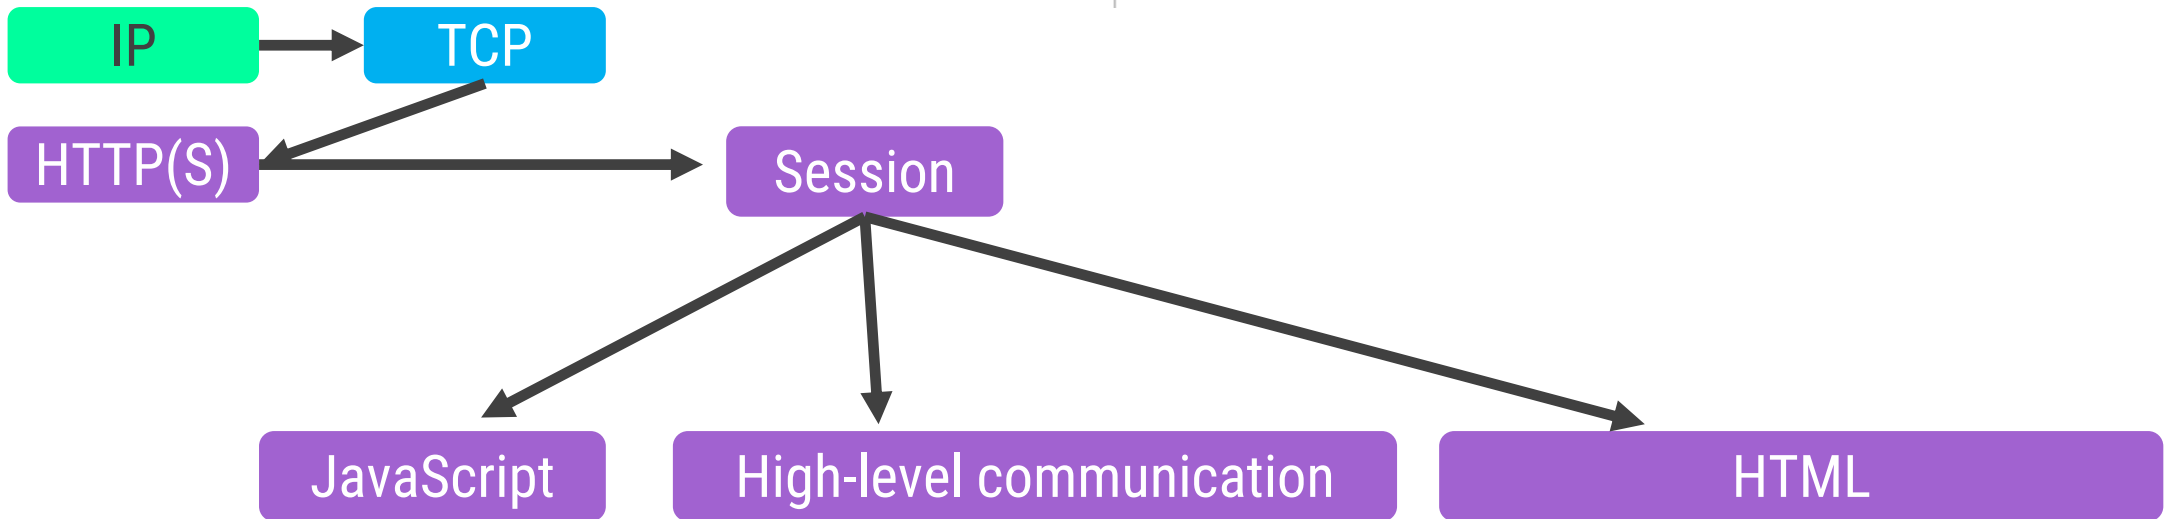 IP
TCP
HTTP(S)
Session
JavaScript
High-level communication
HTML